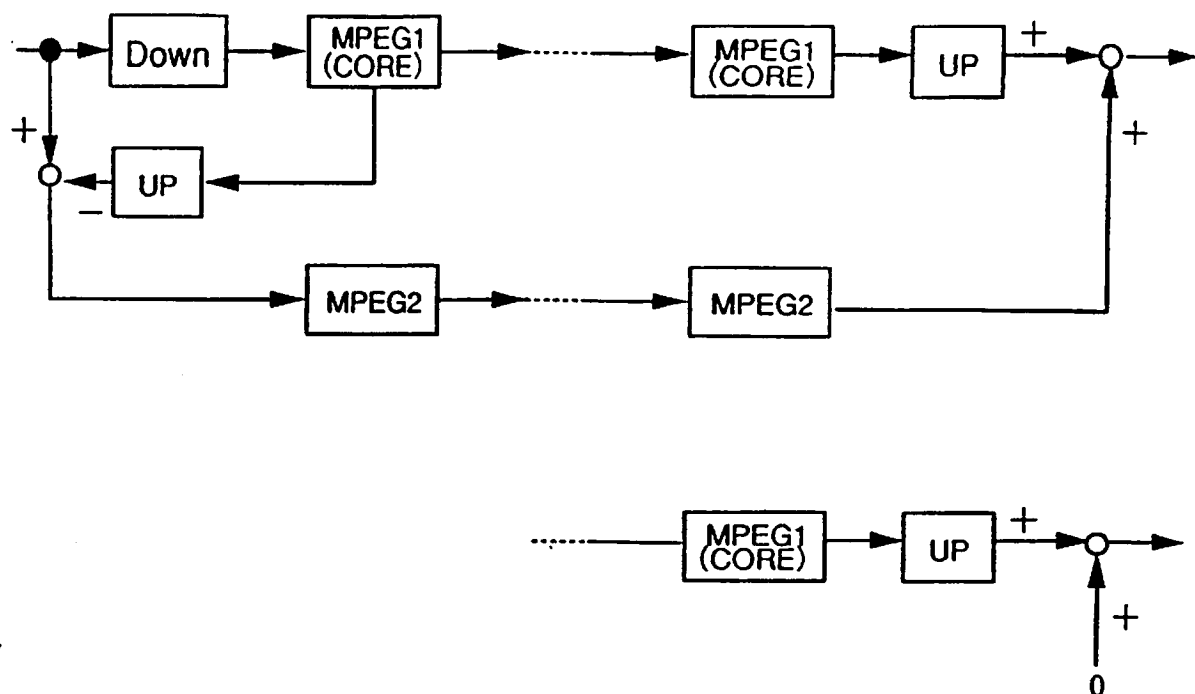 Down
MPEG1
(CORE)
MPEG1
(CORE)
UP
+
+
+
UP
−
MPEG2
MPEG2
MPEG1
(CORE)
UP
+
+
0